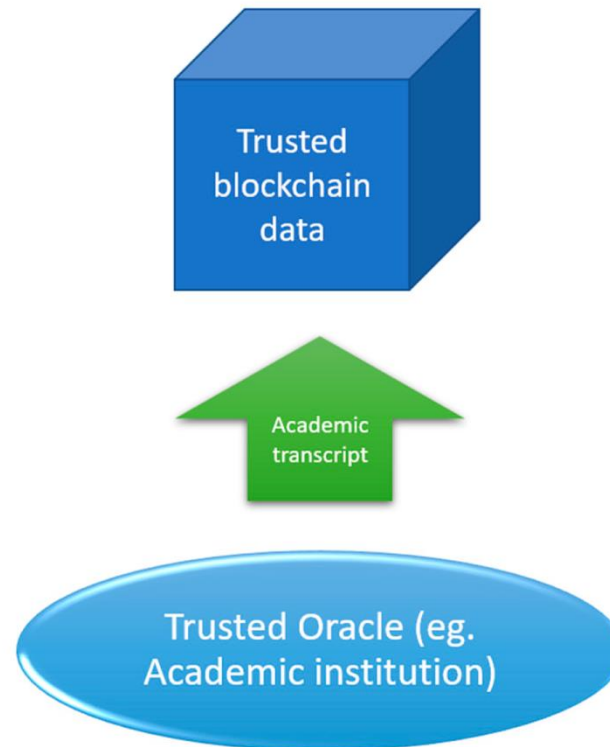 Trusted
blockchain
data
Academic
transcript
Trusted Oracle (eg.
Academic institution)